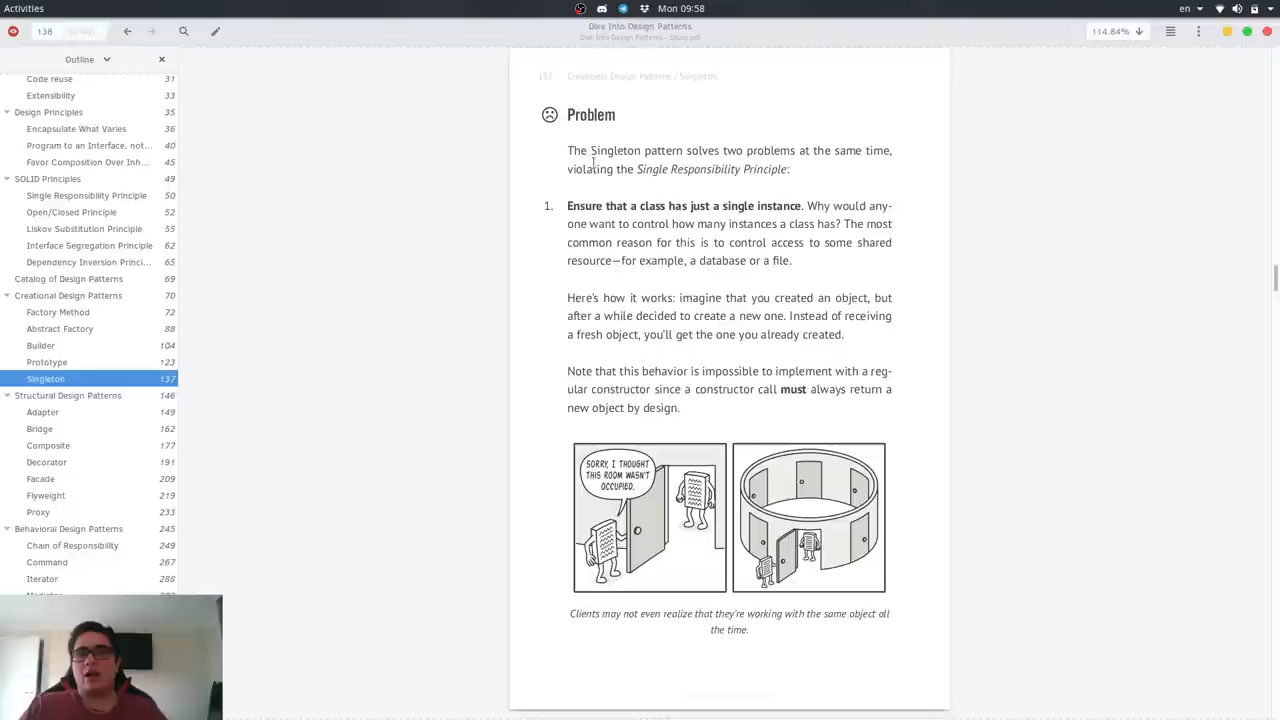 Activities
Mon 09:58
en
138
Dive Into Design Patterns
Dive Into Design Patterns - Study.pdf
114.84%
Outline
Code reuse 31
Extensibility 33
Design Principles 35
Encapsulate What Varies 36
Program to an Interface, not... 40
Favor Composition Over Inh... 45
SOLID Principles 49
Single Responsibility Principle 50
Open/Closed Principle 52
Liskov Substitution Principle 55
Interface Segregation Principle 62
Dependency Inversion Princi... 65
Catalog of Design Patterns 69
Creational Design Patterns 70
Factory Method 72
Abstract Factory 88
Builder 104
Prototype 123
Singleton 137
Structural Design Patterns 146
Adapter 149
Bridge 162
Composite 177
Decorator 191
Facade 209
Flyweight 219
Proxy 233
Behavioral Design Patterns 245
Chain of Responsibility 249
Command 267
Iterator 288
137 Creational Design Patterns / Singleton
Problem
The Singleton pattern solves two problems at the same time,
violating the Single Responsibility Principle:
1. Ensure that a class has just a single instance. Why would any-
one want to control how many instances a class has? The most
common reason for this is to control access to some shared
resource—for example, a database or a file.
Here's how it works: imagine that you created an object, but
after a while decided to create a new one. Instead of receiving
a fresh object, you'll get the one you already created.
Note that this behavior is impossible to implement with a reg-
ular constructor since a constructor call must always return a
new object by design.
SORRY, I THOUGHT
THIS ROOM WASN'T
OCCUPIED.
Clients may not even realize that they're working with the same object all
the time.